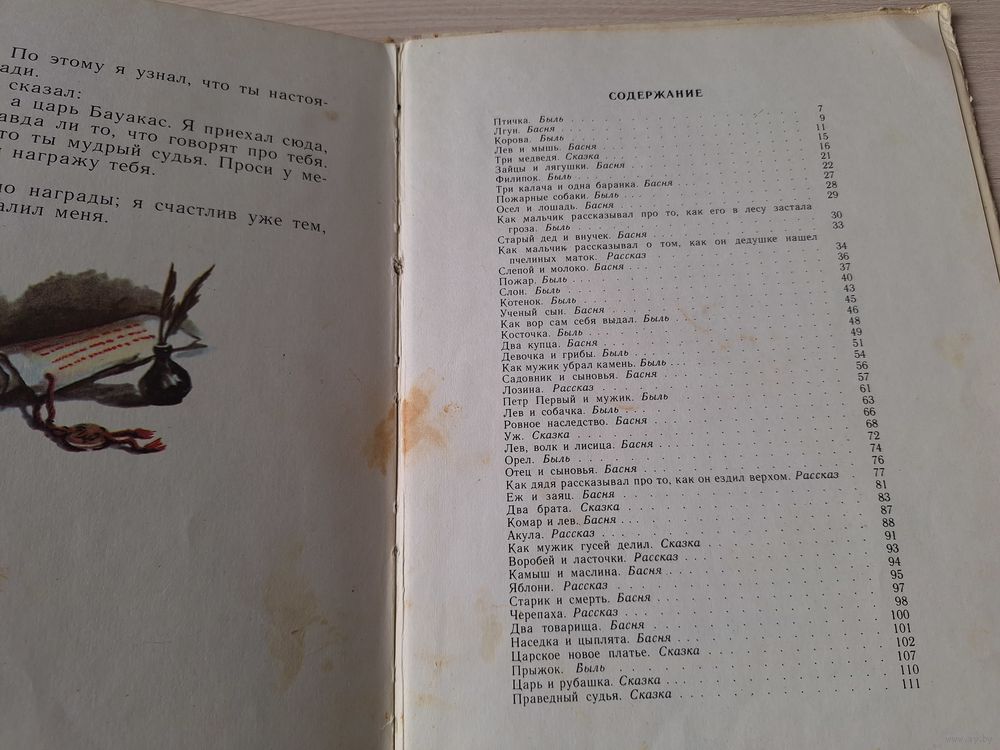 По этому я узнал, что ты настоя-
ади.
сказал:
а царь Бауакас. Я приехал сюда,
авда ли то, что говорят про тебя.
то ты мудрый судья. Проси у ме-
я награжу тебя.
но награды; я счастлив уже тем,
алил меня.
СОДЕРЖАНИЕ
Птичка. Быль 7
Лгун. Басня 9
Корова. Быль 11
Лев и мышь. Басня 15
Три медведя. Сказка 16
Зайцы и лягушки. Басня 21
Филипок. Быль 22
Три калача и одна баранка. Басня 27
Пожарные собаки. Быль 28
Осел и лошадь. Басня 29
Как мальчик рассказывал про то, как его в лесу застала
гроза. Быль 30
Старый дед и внучек. Басня 33
Как мальчик рассказывал о том, как он дедушке нашел
пчелиных маток. Рассказ 34
Слепой и молоко. Басня 36
Пожар. Быль 37
Слон. Быль 40
Котенок. Быль 43
Ученый сын. Басня 45
Как вор сам себя выдал. Быль 46
Косточка. Быль 48
Два купца. Басня 49
Девочка и грибы. Быль 51
Как мужик убрал камень. Быль 54
Садовник и сыновья. Басня 56
Лозина. Рассказ 57
Петр Первый и мужик. Быль 61
Лев и собачка. Быль 63
Ровное наследство. Басня 66
Уж. Сказка 68
Лев, волк и лисица. Басня 72
Орел. Быль 74
Отец и сыновья. Басня 76
Как дядя рассказывал про то, как он ездил верхом. Рассказ 77
Еж и заяц. Басня 81
Два брата. Сказка 83
Комар и лев. Басня 87
Акула. Рассказ 88
Как мужик гусей делил. Сказка 91
Воробей и ласточки. Рассказ 93
Камыш и маслина. Басня 94
Яблони. Рассказ 95
Старик и смерть. Басня 97
Черепаха. Рассказ 98
Два товарища. Басня 100
Наседка и цыплята. Басня 101
Царское новое платье. Сказка 102
Прыжок. Быль 107
Царь и рубашка. Сказка 110
Праведный судья. Сказка 111